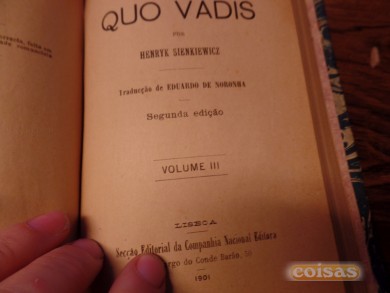 QUO VADIS
POR
HENRYK SIENKIEWICZ
Traducção de EDUARDO DE NORONHA
Segunda edição
VOLUME III
LISBOA
Secção Editorial da Companhia Nacional Editora
Largo do Conde Barão,
1901
coisas